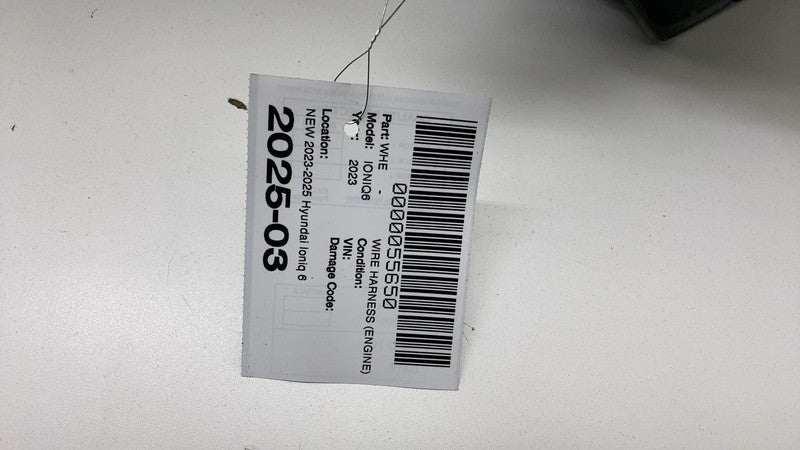 0000055650
Part: WHE - WIRE HARNESS (ENGINE)
Model: IONIQ6 Condition:
2023 VIN:
Location: Damage Code:
NEW 2023-2025 Hyundai Ioniq 6
2025-03